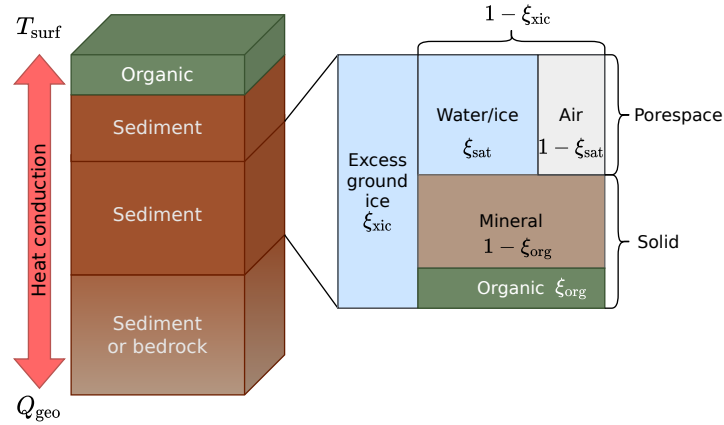 T_surf
Organic
Sediment
Sediment
Sediment
or bedrock
Heat conduction
Q_geo
1 − ξ_xic
Excess
ground
ice
ξ_xic
Water/ice
ξ_sat
Air
1 − ξ_sat
Porespace
Mineral
1 − ξ_org
Solid
Organic ξ_org